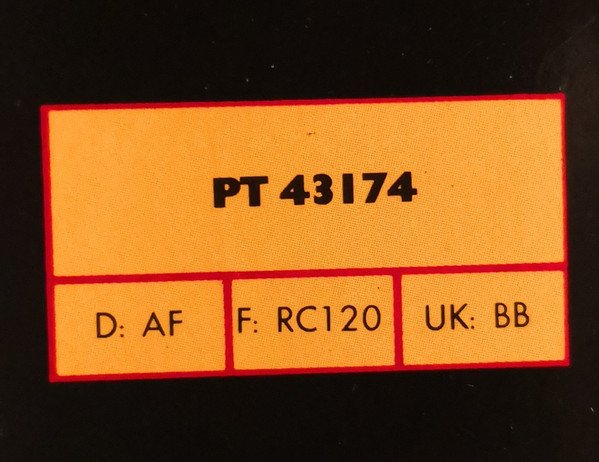 PT 43174
D: AF F: RC120 UK: BB